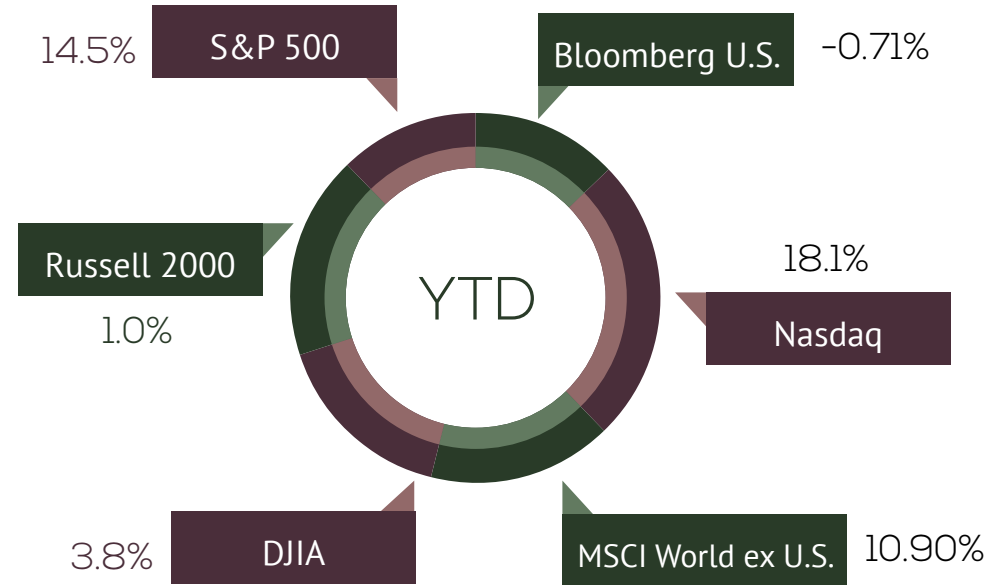 14.5%
S&P 500
Bloomberg U.S.
-0.71%
Russell 2000
1.0%
YTD
18.1%
Nasdaq
3.8%
DJIA
MSCI World ex U.S.
10.90%